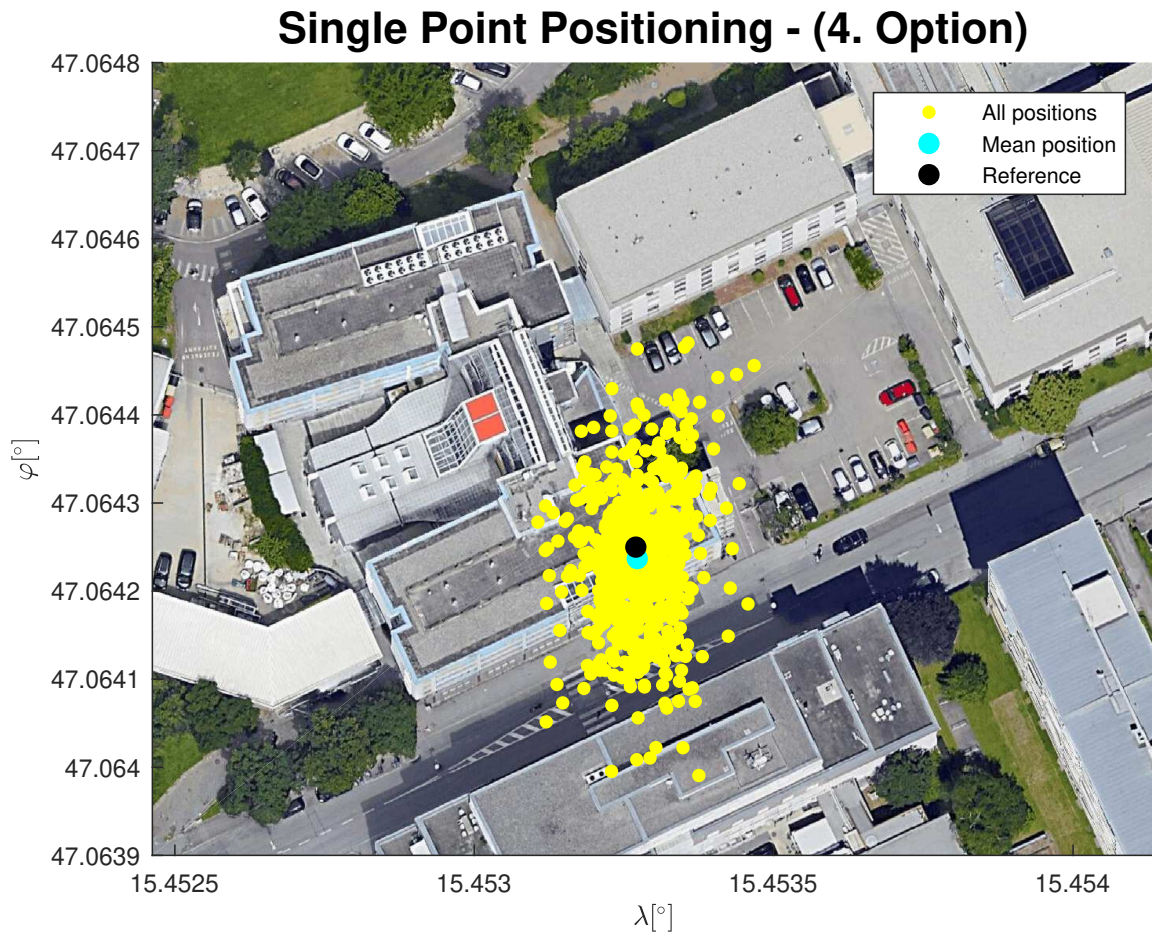 Single Point Positioning - (4. Option)
47.0648
47.0647
47.0646
47.0645
47.0644
47.0643
47.0642
47.0641
47.064
47.0639
φ[°]
All positions
Mean position
Reference
15.4525
15.453
15.4535
15.454
λ[°]